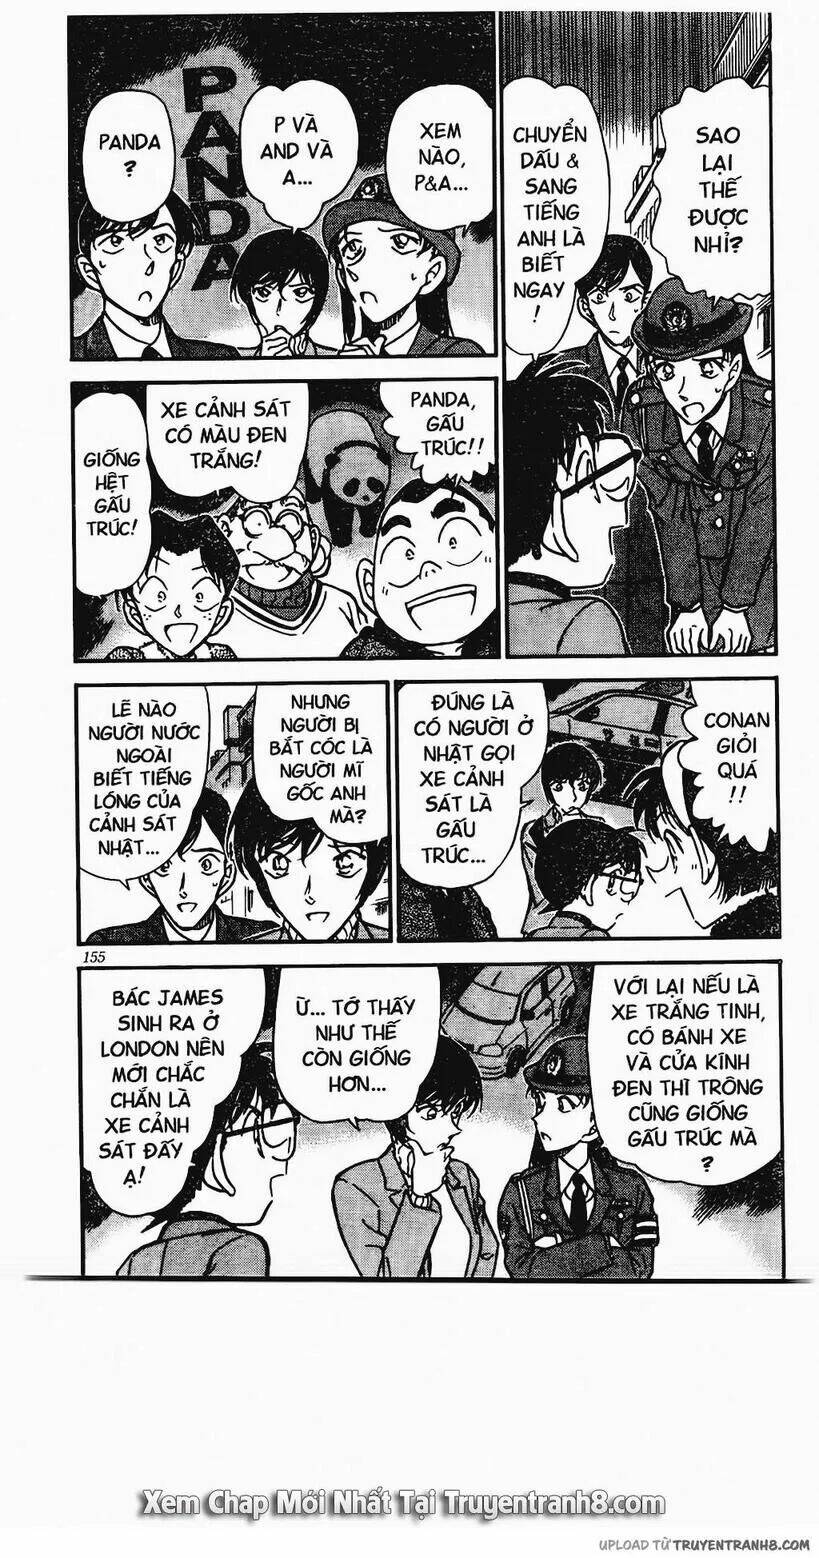 SAO
LẠI
THẾ
ĐƯỢC
NHỈ?
CHUYỂN
DẤU &
SANG
TIẾNG
ANH LÀ
BIẾT
NGAY
!
XEM
NÀO,
P&A...
P VÀ
AND VÀ
A...
PANDA
?
PANDA
PANDA,
GẤU
TRÚC!!
XE CẢNH SÁT
CÓ MÀU ĐEN
TRẮNG!
GIỐNG
HỆT
GẤU
TRÚC!
CONAN
GIỎI
QUÁ
!!
ĐÚNG LÀ
CÓ NGƯỜI Ở
NHẬT GỌI
XE CẢNH
SÁT LÀ
GẤU
TRÚC...
NHƯNG
NGƯỜI BỊ
BẮT CÓC LÀ
NGƯỜI MĨ
GỐC ANH
MÀ?
LẼ NÀO
NGƯỜI NƯỚC
NGOÀI
BIẾT TIẾNG
LÓNG CỦA
CẢNH SÁT
NHẬT...
155
VỚI LẠI NẾU LÀ
XE TRẮNG TINH,
CÓ BÁNH XE
VÀ CỬA KÍNH
ĐEN THÌ TRÔNG
CŨNG GIỐNG
GẤU TRÚC MÀ
?
Ừ... TỚ THẤY
NHƯ THẾ
CÒN GIỐNG
HƠN...
BÁC JAMES
SINH RA Ở
LONDON NÊN
MỚI CHẮC
CHẮN LÀ
XE CẢNH
SÁT ĐẤY
Ạ!
Xem Chap Mới Nhất Tại Truyentranh8.com
UPLOAD TỪ TRUYENTRANH8.COM